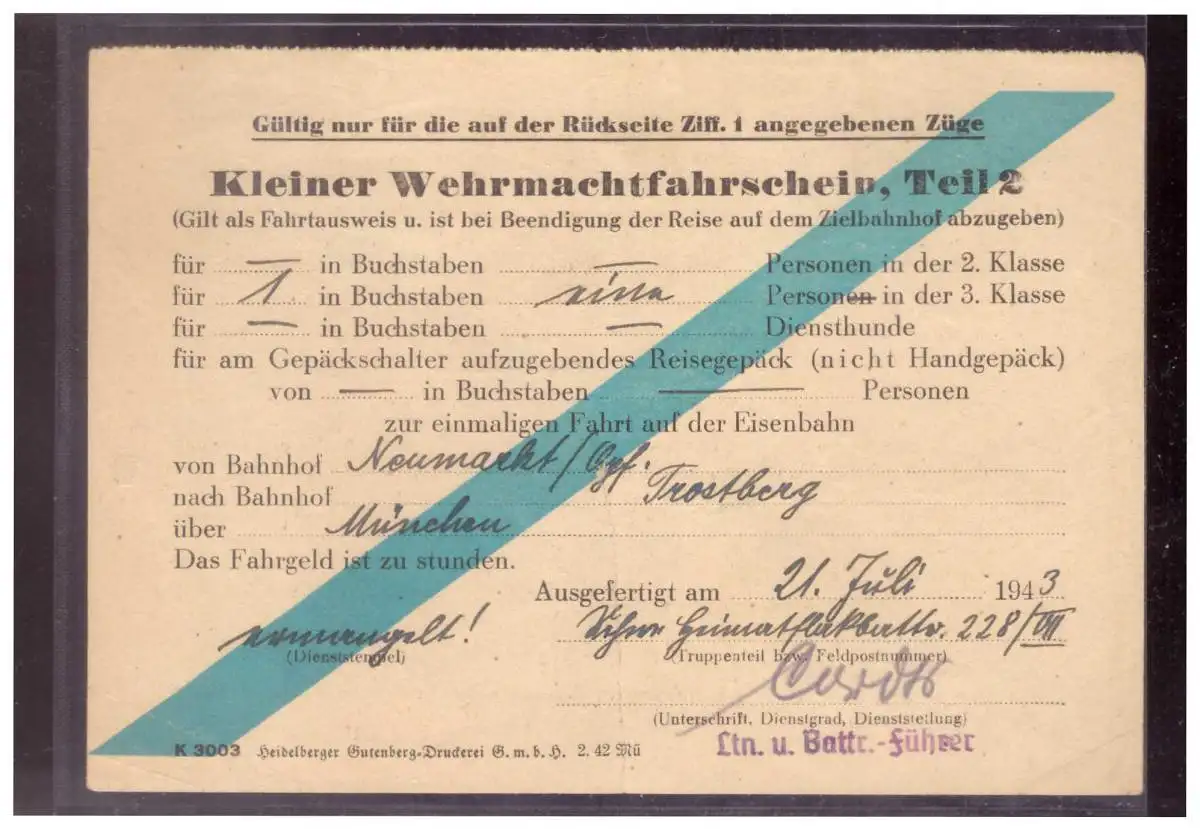 Gültig nur für die auf der Rückseite Ziff. 1 angegebenen Züge
Kleiner Wehrmachtfahrschein, Teil 2
(Gilt als Fahrtausweis u. ist bei Beendigung der Reise auf dem Zielbahnhof abzugeben)
für — in Buchstaben — Personen in der 2. Klasse
für 1 in Buchstaben eine Personen in der 3. Klasse
für — in Buchstaben — Diensthunde
für am Gepäckschalter aufzugebendes Reisegepäck (nicht Handgepäck)
von — in Buchstaben — Personen
zur einmaligen Fahrt auf der Eisenbahn
von Bahnhof Neumarkt/Opf.
nach Bahnhof Trostberg
über München
Das Fahrgeld ist zu stunden.
Ausgefertigt am 21. Juli 1943
ermangelt! Schwe Heimatflakbattr. 228/VII
(Dienststempel) (Truppenteil bzw. Feldpostnummer)
(Unterschrift, Dienstgrad, Dienststellung)
Ltn. u. Battr.-Führer
K 3003 Heidelberger Gutenberg-Druckerei G.m.b.H. 2.42 Mü